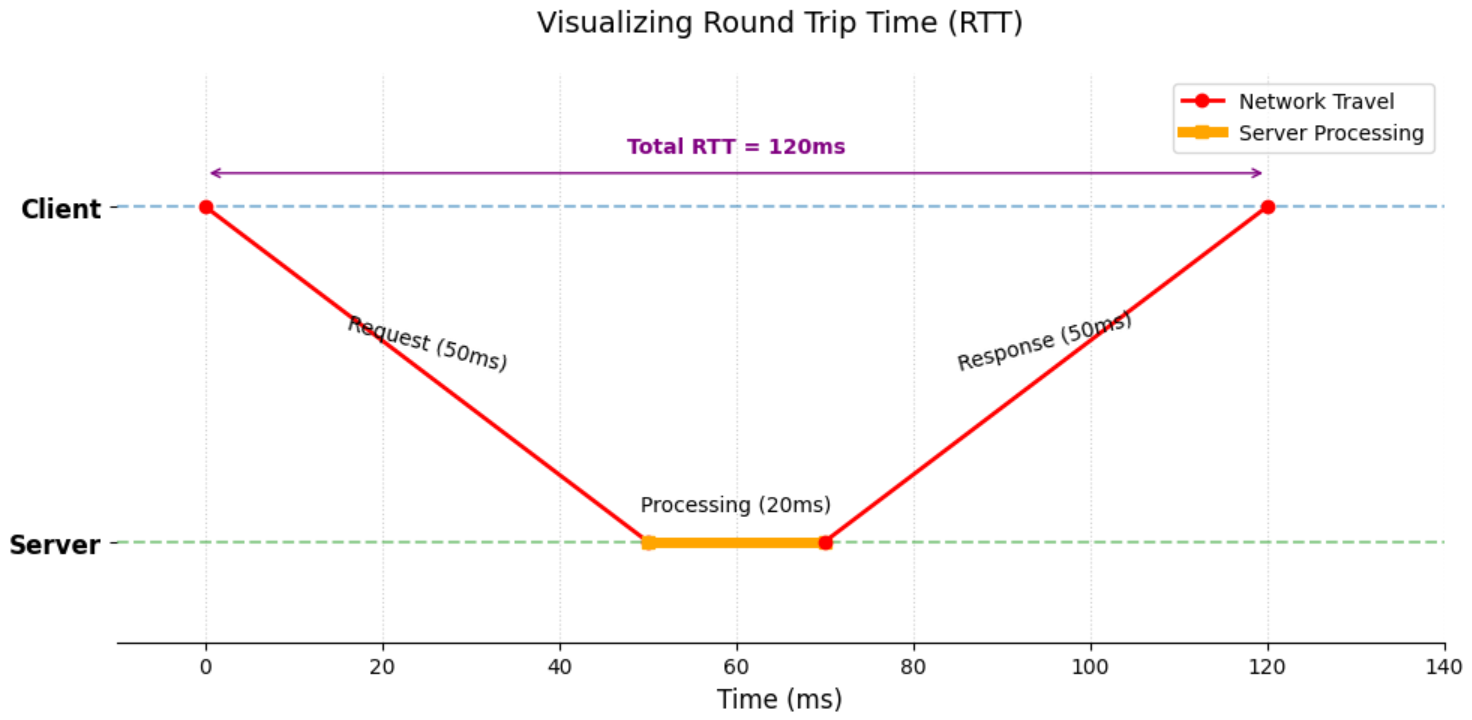 Visualizing Round Trip Time (RTT)
Network Travel
Server Processing
Total RTT = 120ms
Client
Request (50ms)
Response (50ms)
Processing (20ms)
Server
0 20 40 60 80 100 120 140
Time (ms)